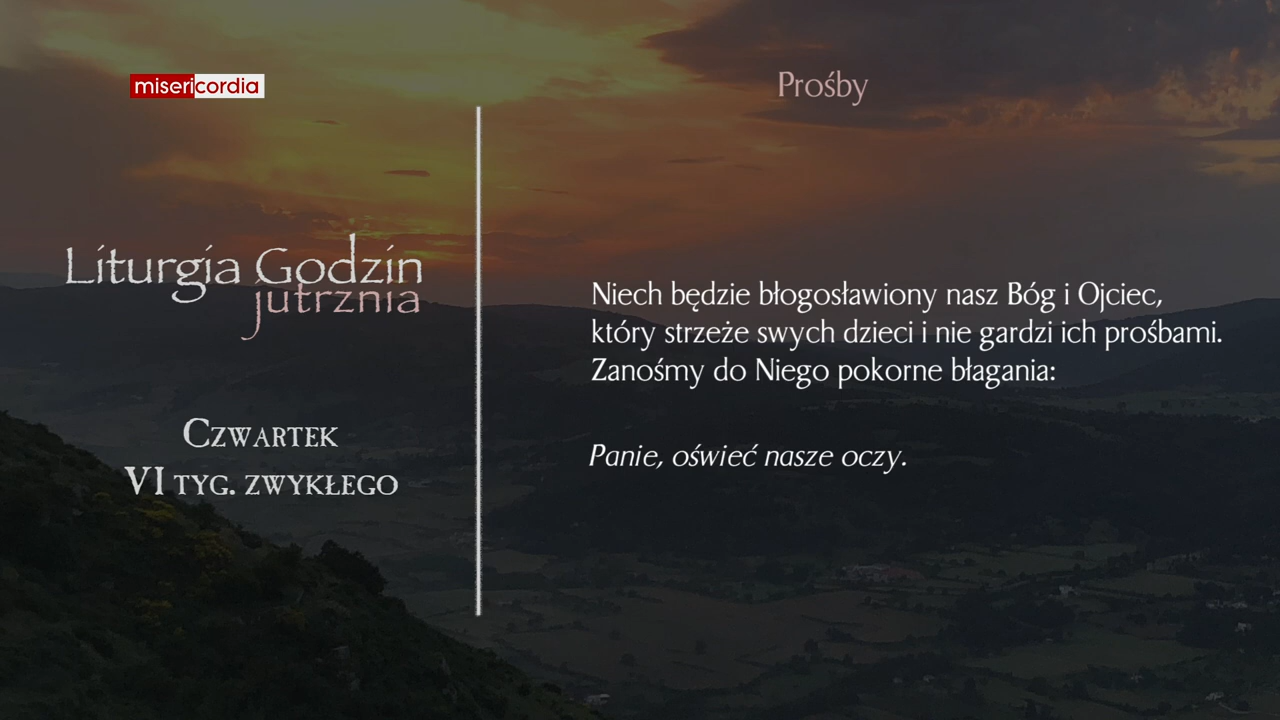 misericordia
Liturgia Godzin
jutrznia
Czwartek
VI tyg. zwykłego
Prośby
Niech będzie błogosławiony nasz Bóg i Ojciec,
który strzeże swych dzieci i nie gardzi ich prośbami.
Zanośmy do Niego pokorne błagania:
Panie, oświeć nasze oczy.